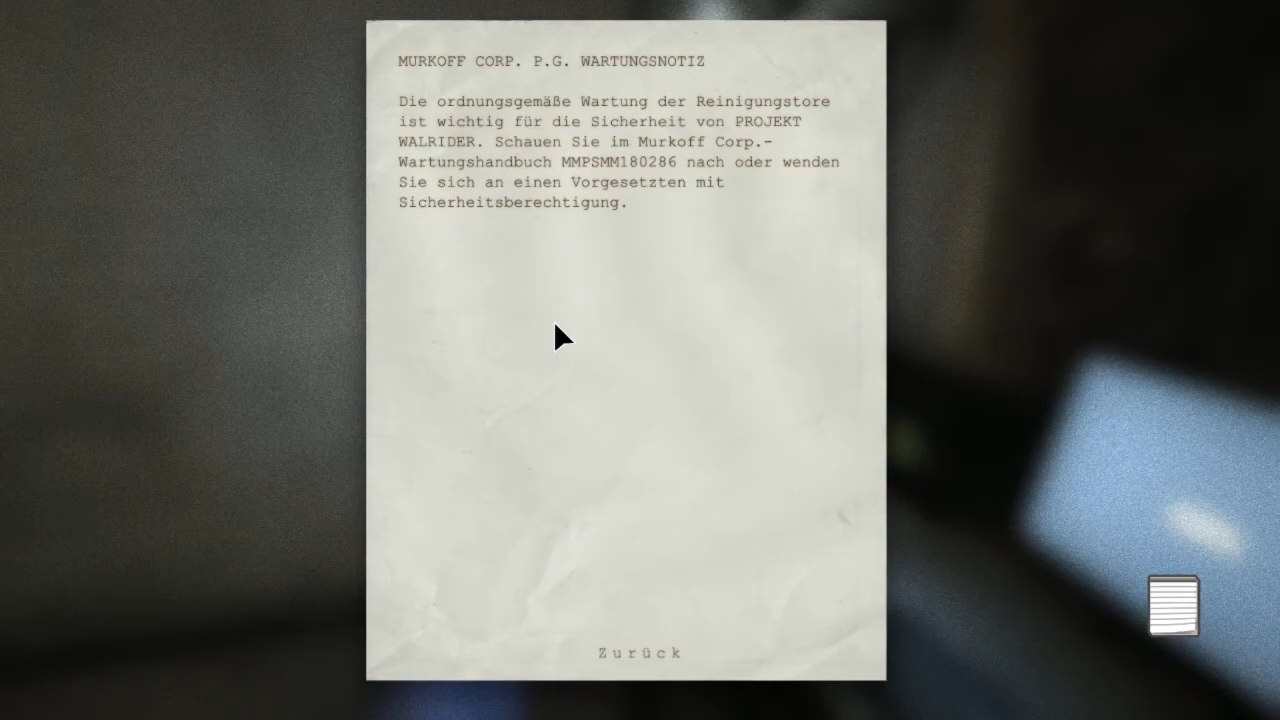 MURKOFF CORP. P.G. WARTUNGSNOTIZ
Die ordnungsgemäße Wartung der Reinigungstore
ist wichtig für die Sicherheit von PROJEKT
WALRIDER. Schauen Sie im Murkoff Corp.-
Wartungshandbuch MMPSMM180286 nach oder wenden
Sie sich an einen Vorgesetzten mit
Sicherheitsberechtigung.
Zurück